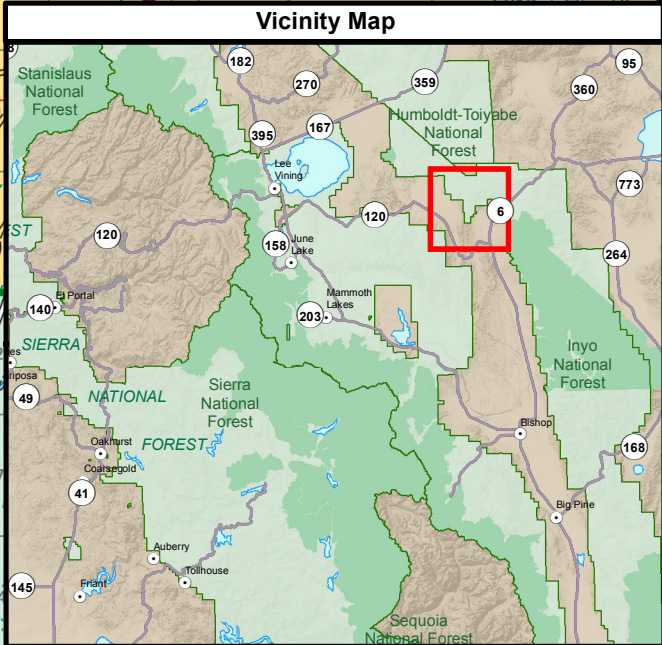 Vicinity Map
Stanislaus
National
Forest
182
270
359
95
360
395
167
Humboldt-Toiyabe
National
Forest
Lee
Vining
773
120
6
120
158
June
Lake
264
Mammoth
Lakes
203
El Portal
140
SIERRA
Inyo
National
Forest
49
NATIONAL
Sierra
National
Forest
FOREST
Oakhurst
Coarsegold
41
Bishop
168
Big Pine
Auberry
Tollhouse
145
Friant
Sequoia
National Forest